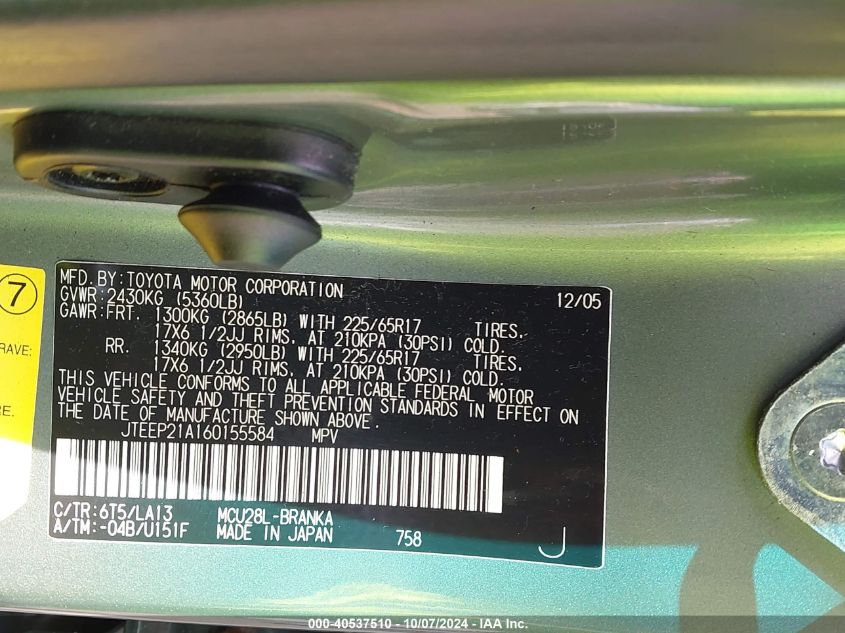 MFD. BY: TOYOTA MOTOR CORPORATION 12/05
GVWR: 2430KG (5360LB)
GAWR: FRT. 1300KG (2865LB) WITH 225/65R17 TIRES,
17X6 1/2JJ RIMS, AT 210KPA (30PSI) COLD.
RR. 1340KG (2950LB) WITH 225/65R17 TIRES,
17X6 1/2JJ RIMS, AT 210KPA (30PSI) COLD.
THIS VEHICLE CONFORMS TO ALL APPLICABLE FEDERAL MOTOR
VEHICLE SAFETY AND THEFT PREVENTION STANDARDS IN EFFECT ON
THE DATE OF MANUFACTURE SHOWN ABOVE.
JTEEP21A160155584 MPV
C/TR: 6T5/LA13 MCU28L-BRANKA
A/TM: -04B/U151F MADE IN JAPAN 758 J
7
RAVE:
RE.
000-40537510 - 10/07/2024 - IAA Inc.